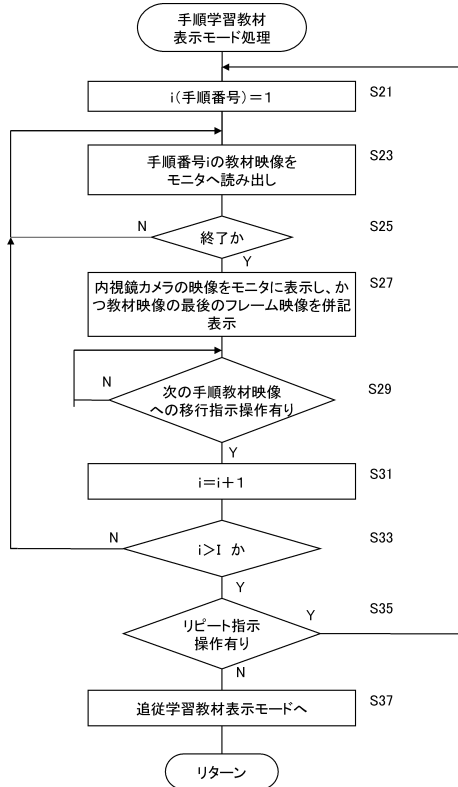 手順学習教材
表示モード処理
i(手順番号)=1
S21
手順番号iの教材映像を
モニタへ読み出し
S23
N
終了か
S25
Y
内視鏡カメラの映像をモニタに表示し、か
つ教材映像の最後のフレーム映像を併記
表示
S27
N
次の手順教材映像
への移行指示操作有り
S29
Y
i=i+1
S31
N
i>I か
S33
Y
リピート指示
操作有り
Y
S35
N
追従学習教材表示モードへ
S37
リターン